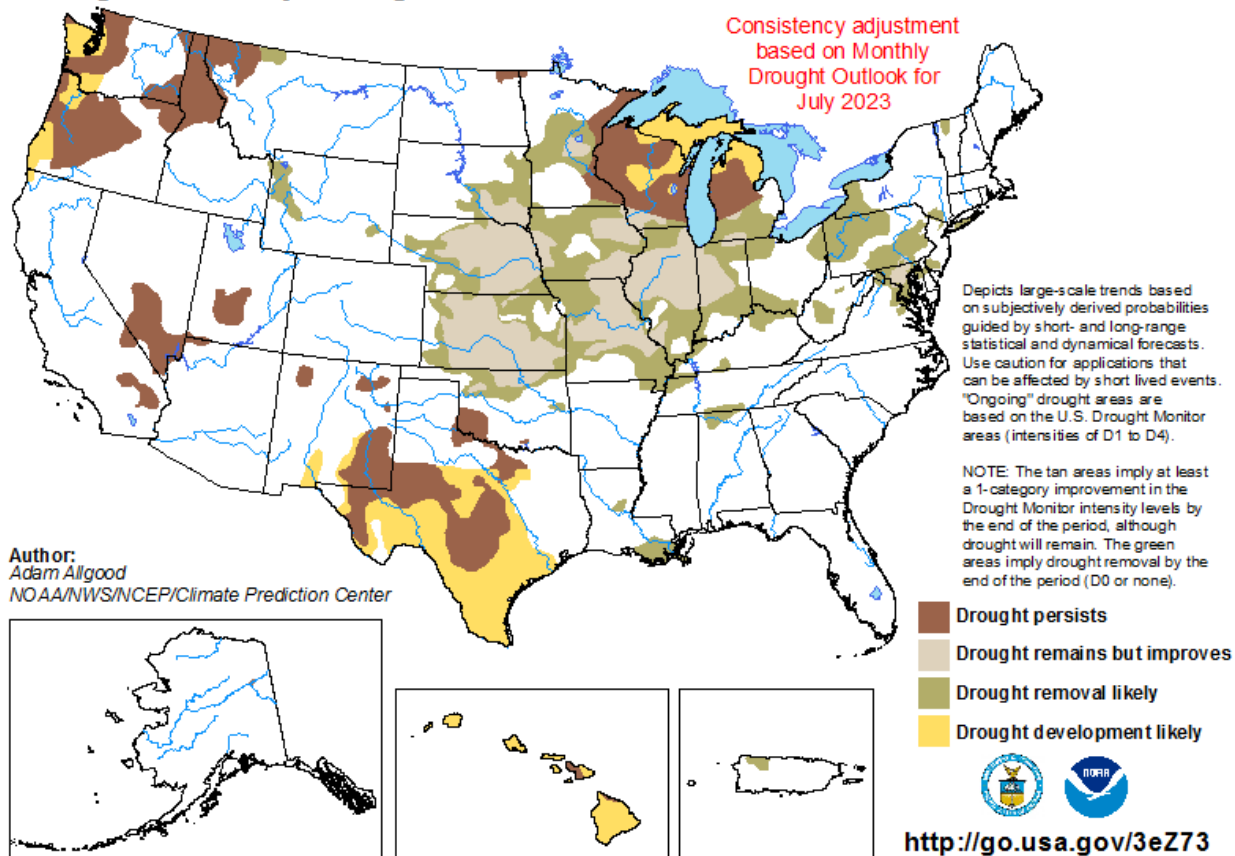 Consistency adjustment
based on Monthly
Drought Outlook for
July 2023
Depicts large-scale trends based
on subjectively derived probabilities
guided by short- and long-range
statistical and dynamical forecasts.
Use caution for applications that
can be affected by short lived events.
"Ongoing" drought areas are
based on the U.S. Drought Monitor
areas (intensities of D1 to D4).
NOTE: The tan areas imply at least
a 1-category improvement in the
Drought Monitor intensity levels by
the end of the period, although
drought will remain. The green
areas imply drought removal by the
end of the period (D0 or none).
Author:
Adam Allgood
NOAA/NWS/NCEP/Climate Prediction Center
Drought persists
Drought remains but improves
Drought removal likely
Drought development likely
NOAA
http://go.usa.gov/3eZ73